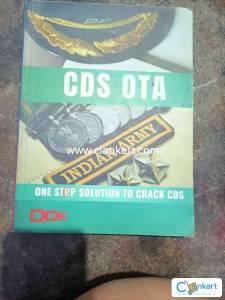 CDS OTA
www.clankart.com
INDIAN ARMY
ONE STOP SOLUTION TO CRACK CDS
DDE
Clankart